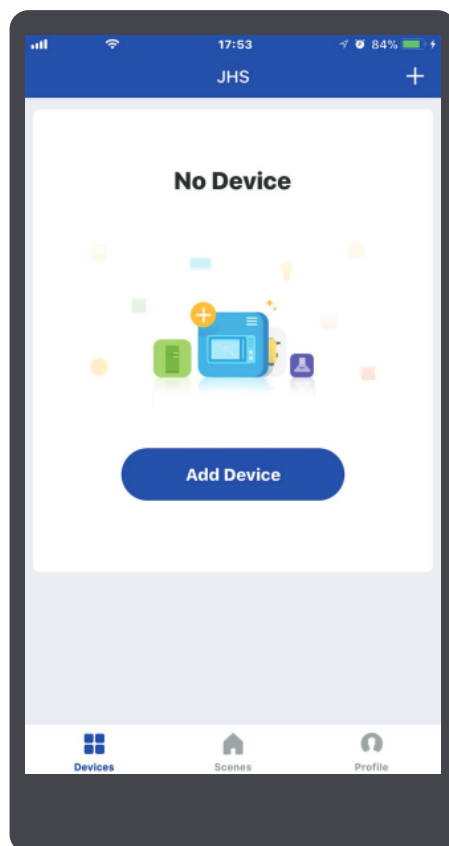 17:53
84%
JHS
No Device
Add Device
Devices
Scenes
Profile